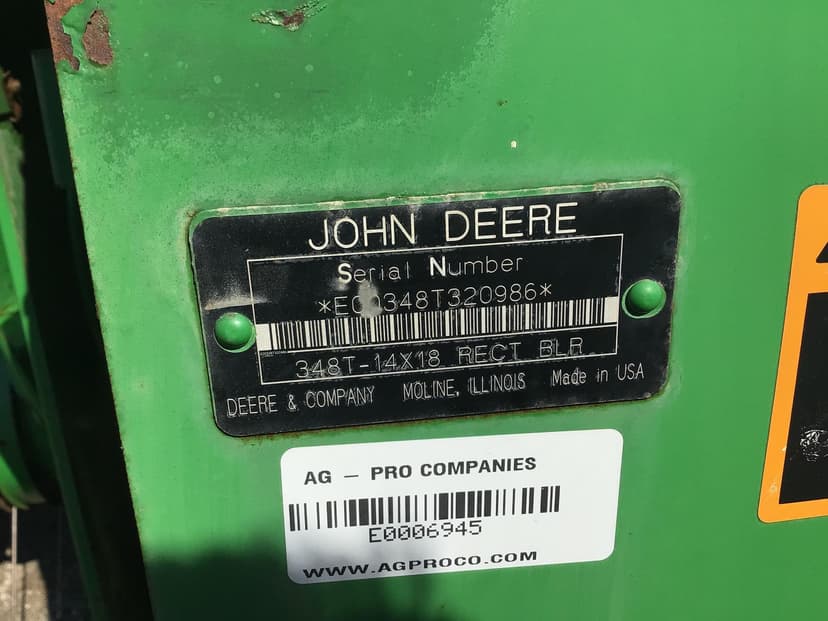 JOHN DEERE
Serial Number
*E00348T320986*
348T-14X18 RECT BLR
DEERE & COMPANY MOLINE, ILLINOIS Made in USA
AG – PRO COMPANIES
E0006945
WWW.AGPROCO.COM